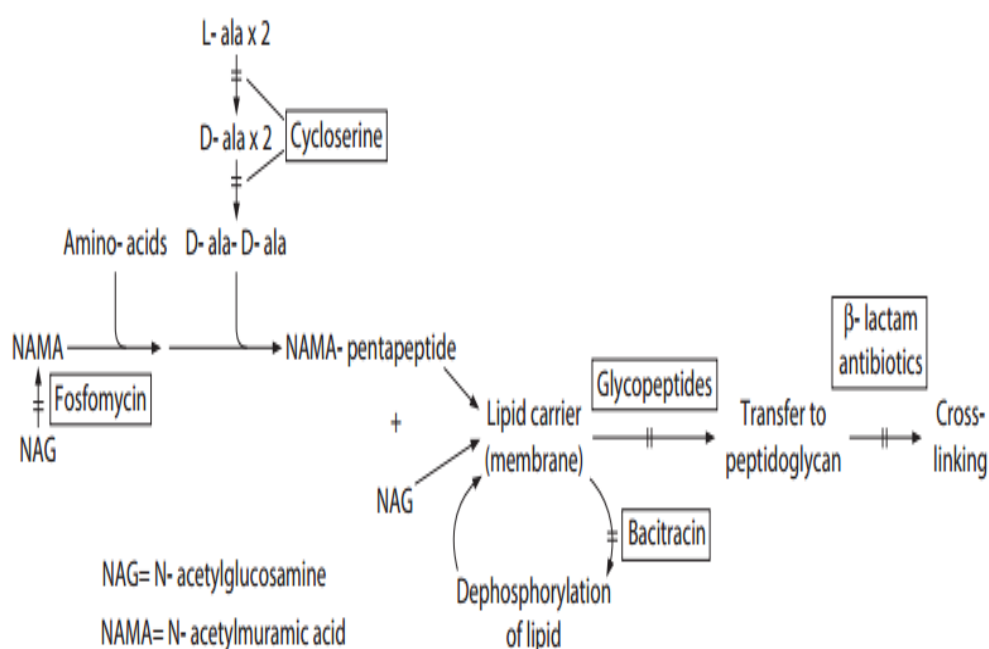 L- ala x 2
D- ala x 2
Cycloserine
Amino- acids
D- ala- D- ala
NAMA
NAMA- pentapeptide
Fosfomycin
NAG
+
NAG
Lipid carrier
(membrane)
Glycopeptides
Transfer to
peptidoglycan
β- lactam
antibiotics
Cross-
linking
Bacitracin
Dephosphorylation
of lipid
NAG= N- acetylglucosamine
NAMA= N- acetylmuramic acid